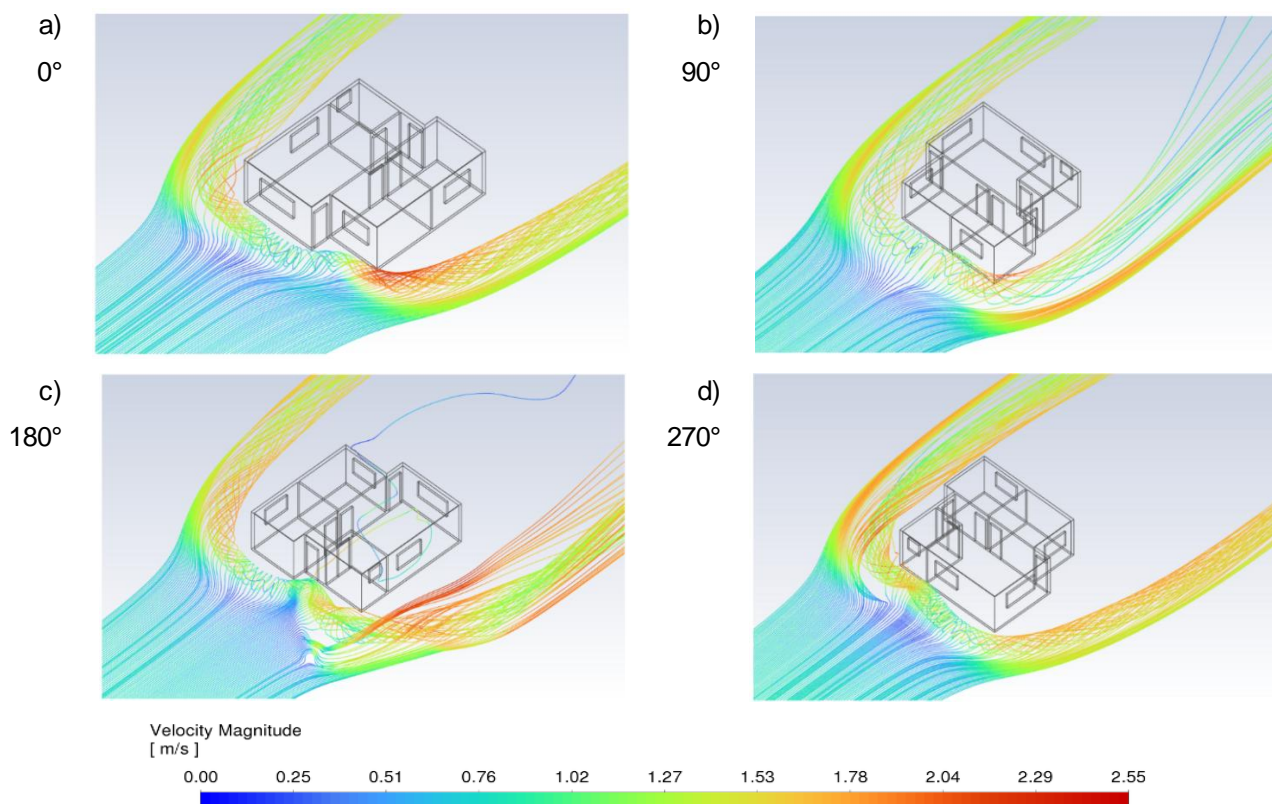 a)
0°
b)
90°
c)
180°
d)
270°
Velocity Magnitude
[ m/s ]
0.00 0.25 0.51 0.76 1.02 1.27 1.53 1.78 2.04 2.29 2.55